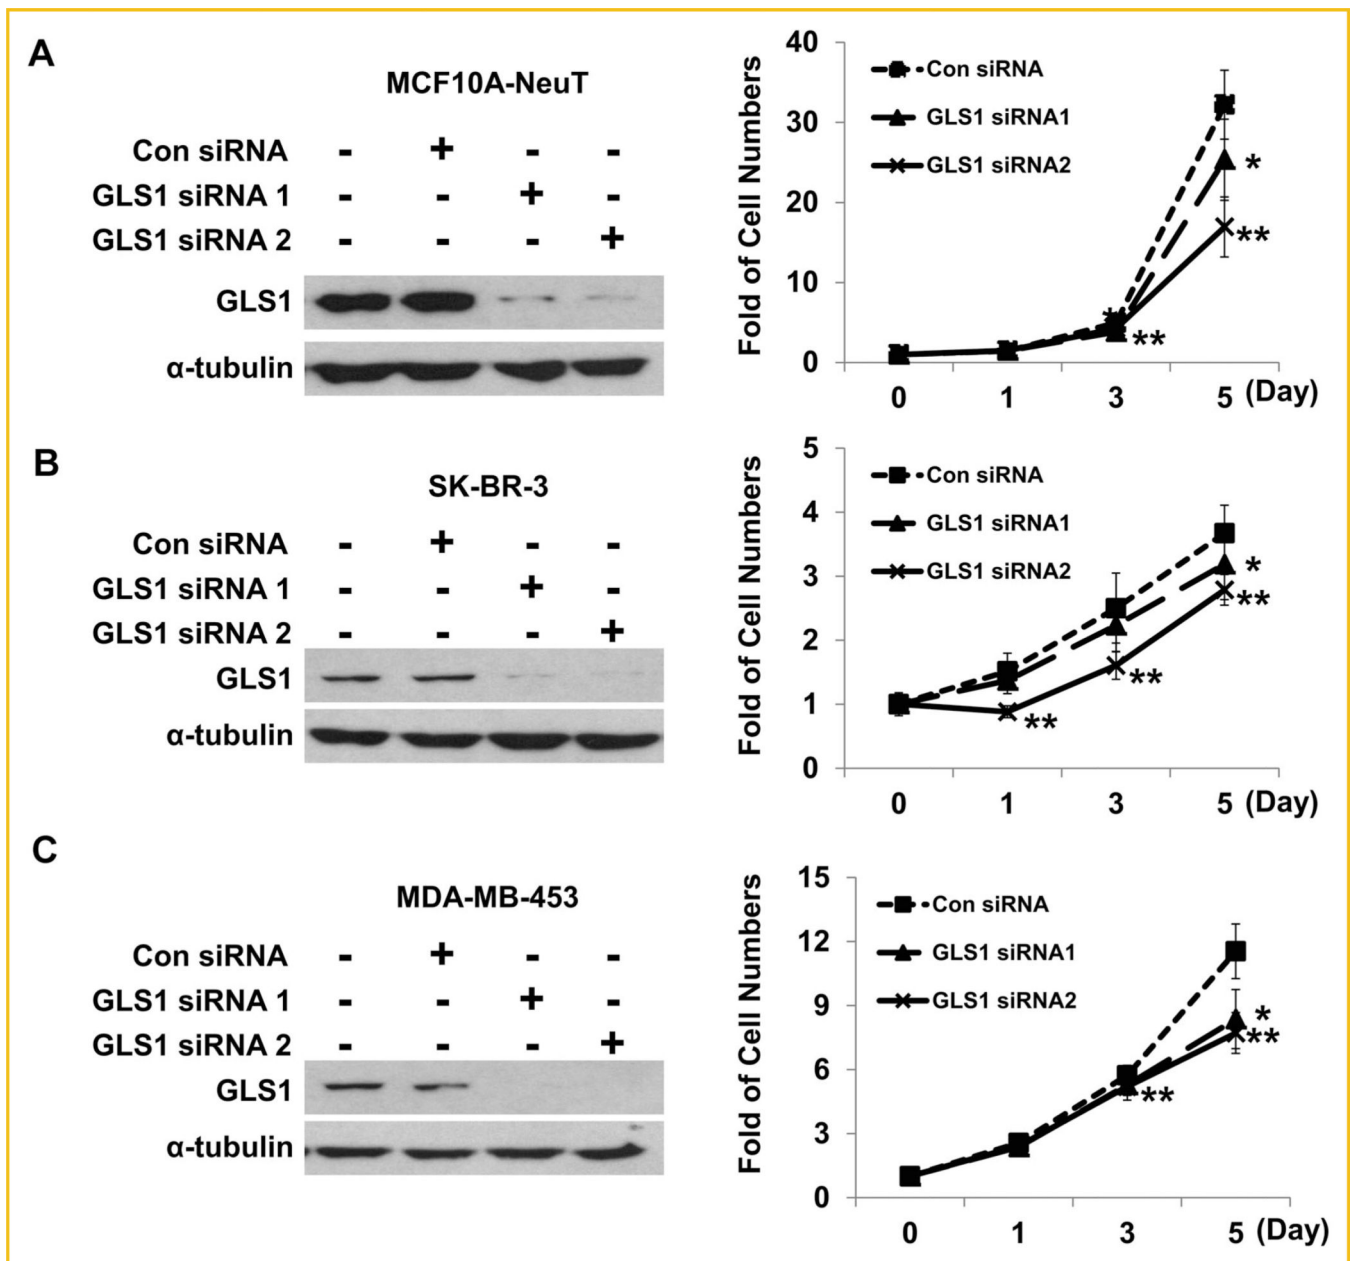 A
MCF10A-NeuT
Con siRNA - + - -
GLS1 siRNA 1 - - + -
GLS1 siRNA 2 - - - +
GLS1
α-tubulin
Fold of Cell Numbers
40
30
20
10
0
Con siRNA
GLS1 siRNA1
GLS1 siRNA2
*
**
*
**
0 1 3 5 (Day)
B
SK-BR-3
Con siRNA - + - -
GLS1 siRNA 1 - - + -
GLS1 siRNA 2 - - - +
GLS1
α-tubulin
Fold of Cell Numbers
5
4
3
2
1
0
Con siRNA
GLS1 siRNA1
GLS1 siRNA2
*
**
**
**
0 1 3 5 (Day)
C
MDA-MB-453
Con siRNA - + - -
GLS1 siRNA 1 - - + -
GLS1 siRNA 2 - - - +
GLS1
α-tubulin
Fold of Cell Numbers
15
12
9
6
3
0
Con siRNA
GLS1 siRNA1
GLS1 siRNA2
*
**
**
0 1 3 5 (Day)